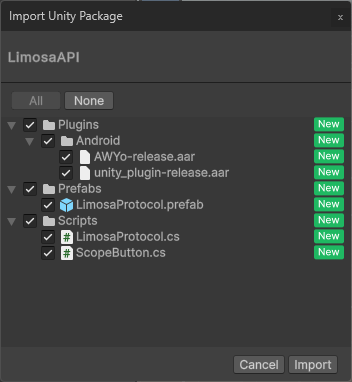 Import Unity Package x
LimosaAPI
All None
Plugins New
Android New
AWYo-release.aar New
unity_plugin-release.aar New
Prefabs New
LimosaProtocol.prefab New
Scripts New
# LimosaProtocol.cs New
# ScopeButton.cs New
Cancel Import